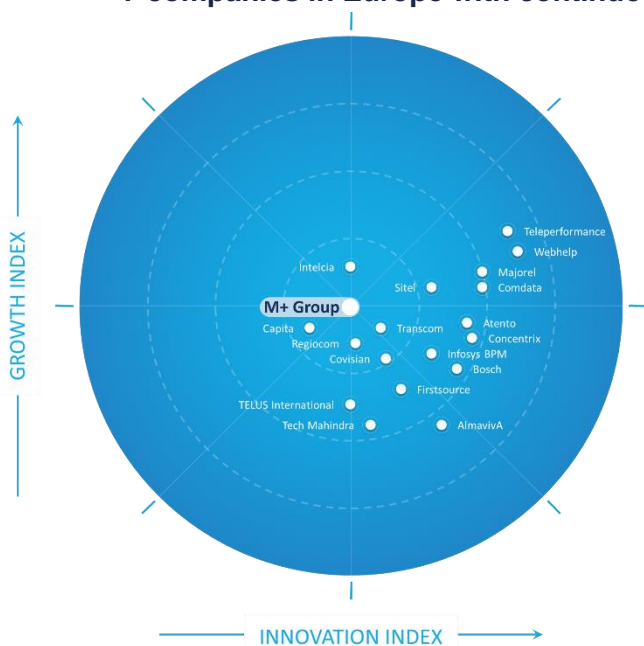 companies in Europe with continuo
GROWTH INDEX
Teleperformance
Webhelp
Intelcia
Majorel
Sitel
Comdata
M+ Group
Capita
Transcom
Atento
Regiocom
Concentrix
Covisian
Infosys BPM
Bosch
Firstsource
TELUS International
Tech Mahindra
AlmavivA
INNOVATION INDEX